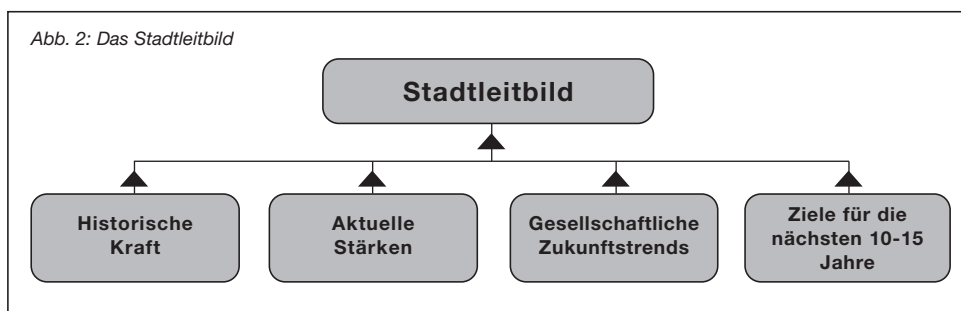 Abb. 2: Das Stadtleitbild
Stadtleitbild
Historische
Kraft
Aktuelle
Stärken
Gesellschaftliche
Zukunftstrends
Ziele für die
nächsten 10-15
Jahre